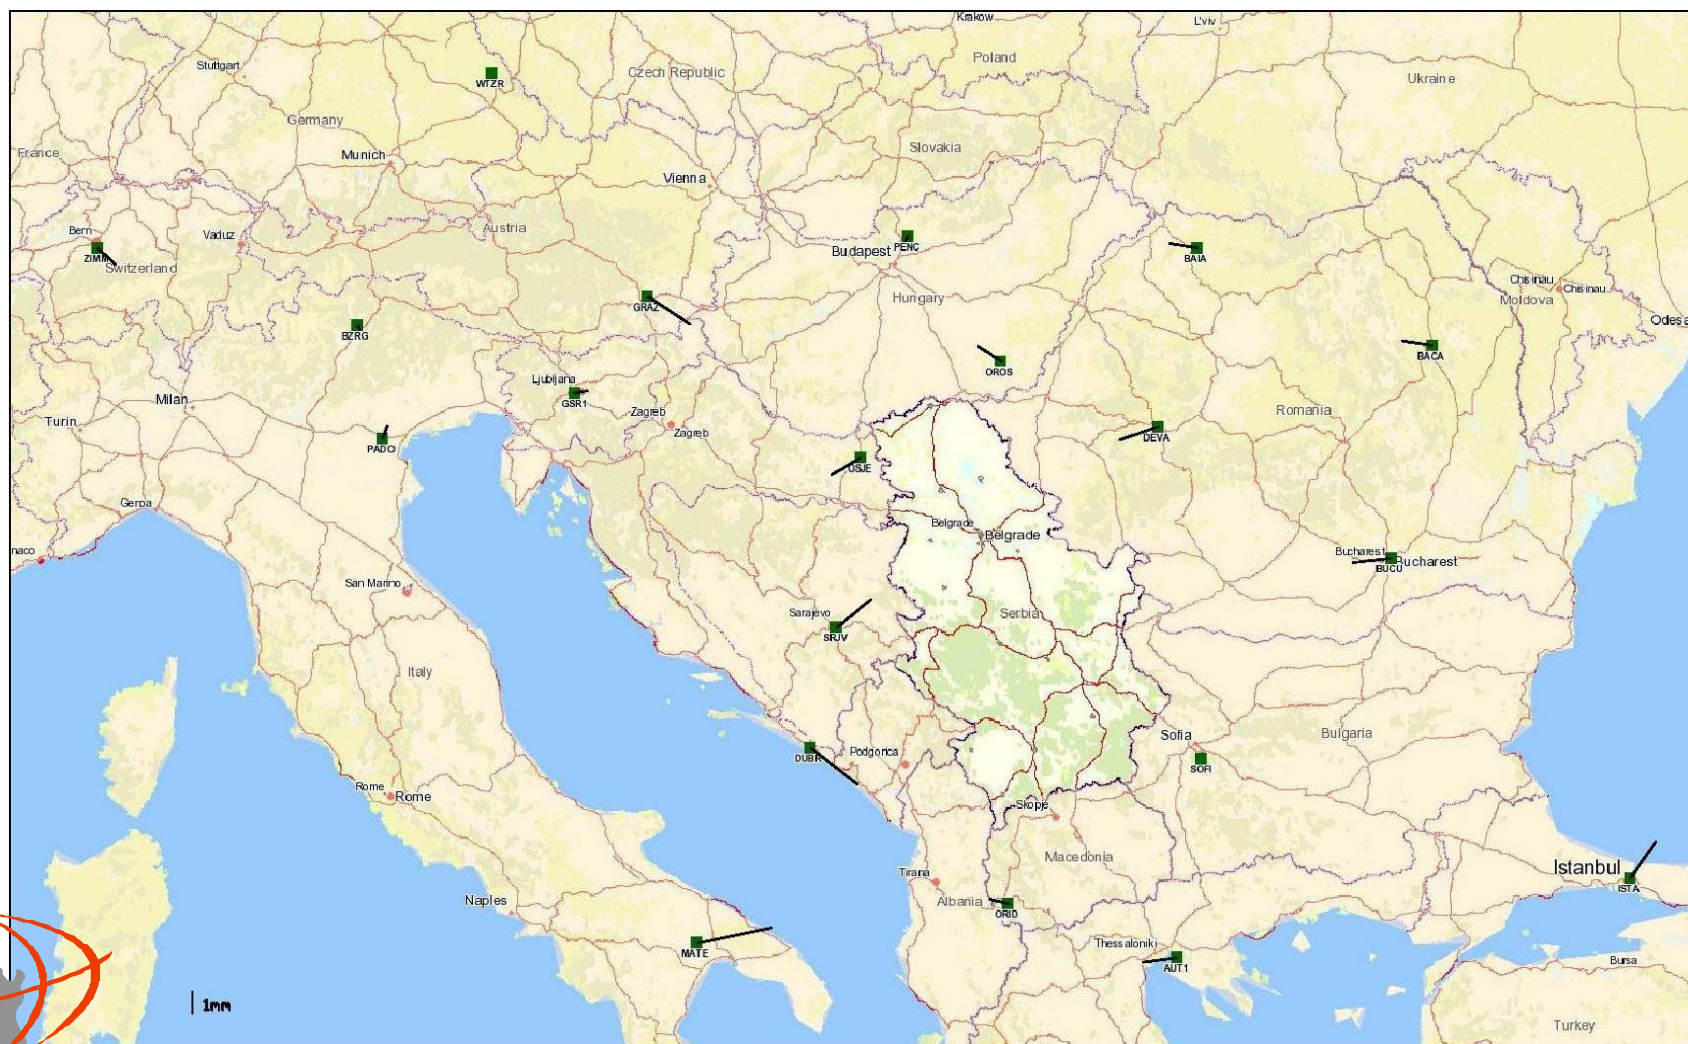 Krakow
L'viv
Stuttgart
WTZR
Czech Republic
Poland
Ukraine
Germany
France
Munich
Slovakia
Vienna
Bern
Vaduz
Austria
ZIMM
Switzerland
Budapest
PENC
BAIA
Hungary
GRAZ
Chisinau
Chisinau
Moldova
Odesa
BZRG
OROS
BACA
Ljubljana
GSR1
Milan
Zagreb
Zagreb
Romania
Turin
PADO
OSJE
DEVA
Genoa
Belgrade
Belgrade
naco
Bucharest
Bucharest
BUCU
San Marino
Sarajevo
SRJV
Serbia
Italy
Sofia
Bulgaria
DUBR
Podgorica
SOFI
Rome
Rome
Skopje
Macedonia
Istanbul
ISTA
Tirana
Albania
ORID
Naples
MATE
Thessaloniki
AUT1
Bursa
1mm
Turkey